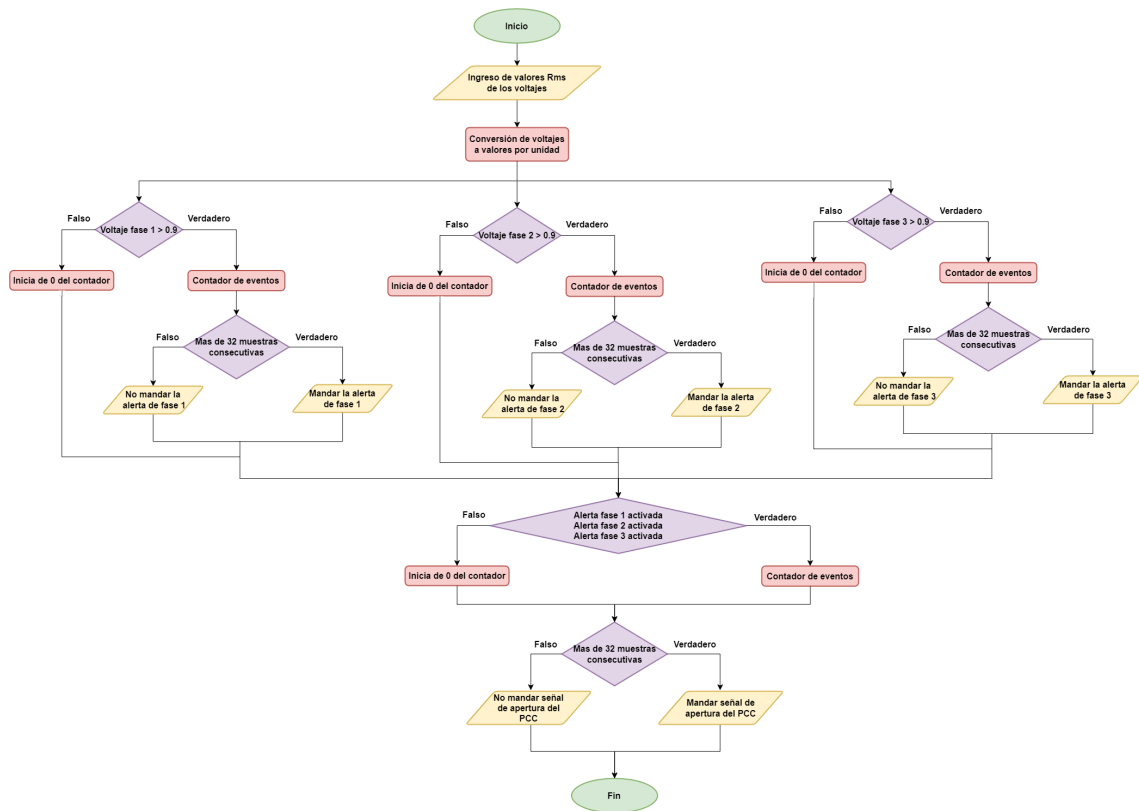 Inicio
Ingreso de valores Rms
de los voltajes
Conversión de voltajes
a valores por unidad
Falso
Verdadero
Voltaje fase 1 > 0.9
Inicia de 0 del contador
Contador de eventos
Falso
Verdadero
Mas de 32 muestras
consecutivas
No mandar la
alerta de fase 1
Mandar la alerta
de fase 1
Falso
Verdadero
Voltaje fase 2 > 0.9
Inicia de 0 del contador
Contador de eventos
Falso
Verdadero
Mas de 32 muestras
consecutivas
No mandar la
alerta de fase 2
Mandar la alerta
de fase 2
Falso
Verdadero
Voltaje fase 3 > 0.9
Inicia de 0 del contador
Contador de eventos
Falso
Verdadero
Mas de 32 muestras
consecutivas
No mandar la
alerta de fase 3
Mandar la alerta
de fase 3
Falso
Verdadero
Alerta fase 1 activada
Alerta fase 2 activada
Alerta fase 3 activada
Inicia de 0 del contador
Contador de eventos
Falso
Verdadero
Mas de 32 muestras
consecutivas
No mandar señal
de apertura del
PCC
Mandar señal de
apertura del PCC
Fin